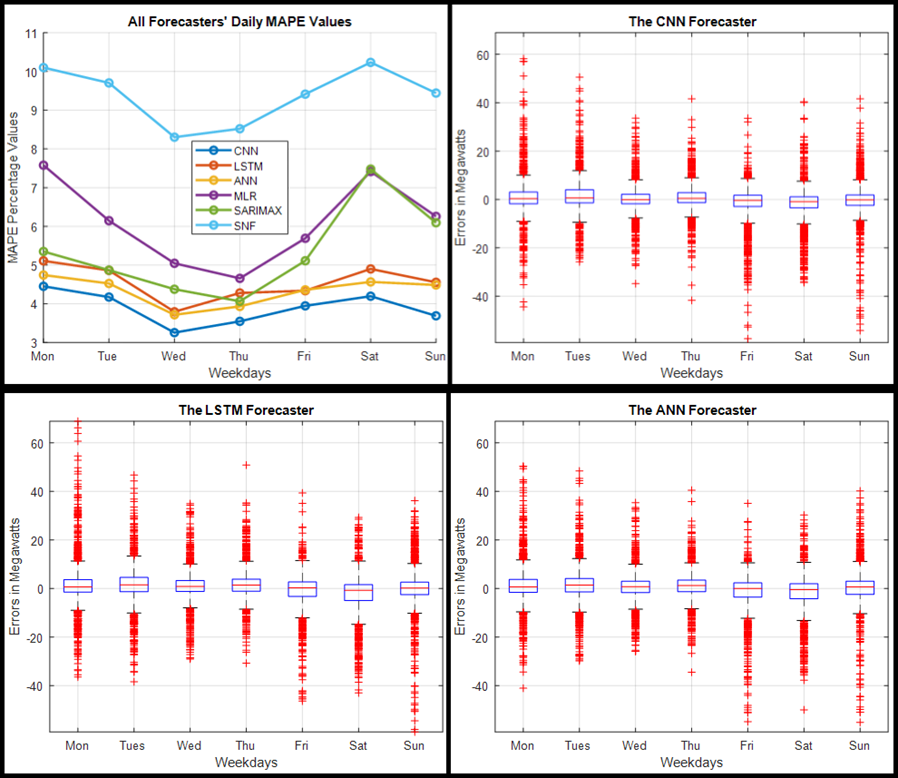 All Forecasters' Daily MAPE Values
MAPE Percentage Values
11
10
9
8
7
6
5
4
3
CNN
LSTM
ANN
MLR
SARIMAX
SNF
Mon Tue Wed Thu Fri Sat Sun
Weekdays
The CNN Forecaster
Errors in Megawatts
60
40
20
0
-20
-40
Mon Tues Wed Thu Fri Sat Sun
Weekdays
The LSTM Forecaster
Errors in Megawatts
60
40
20
0
-20
-40
Mon Tues Wed Thu Fri Sat Sun
Weekdays
The ANN Forecaster
Errors in Megawatts
60
40
20
0
-20
-40
Mon Tues Wed Thu Fri Sat Sun
Weekdays